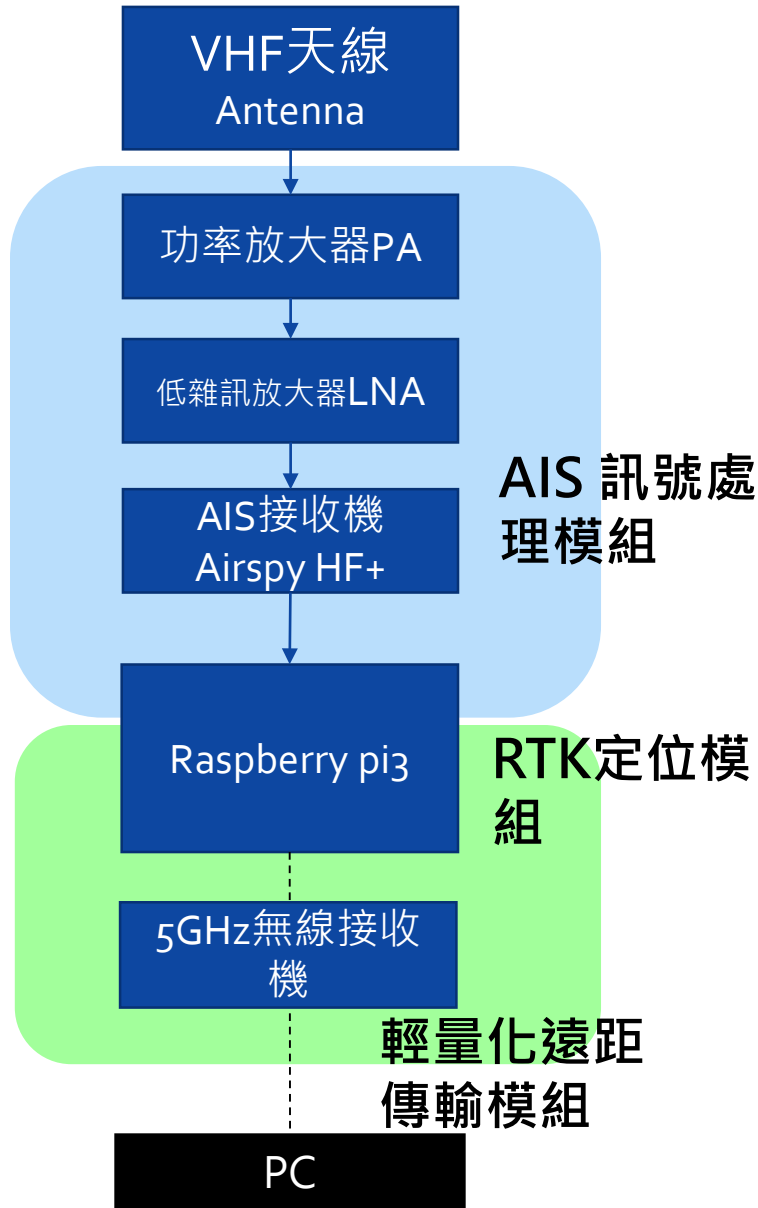 VHF天線
Antenna
功率放大器PA
低雜訊放大器LNA
AIS接收機
Airspy HF+
AIS 訊號處
理模組
Raspberry pi3
RTK定位模
組
5GHz無線接收
機
輕量化遠距
傳輸模組
PC